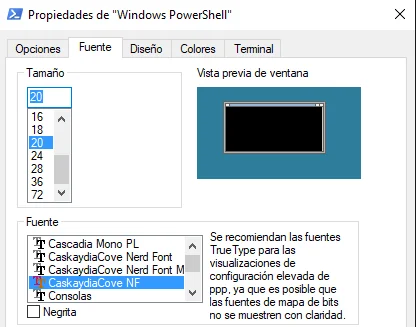 Propiedades de "Windows PowerShell"
Opciones
Fuente
Diseño
Colores
Terminal
Tamaño
20
16
18
20
24
28
36
72
Vista previa de ventana
Fuente
Cascadia Mono PL
CaskaydiaCove Nerd Font
CaskaydiaCove Nerd Font M
CaskaydiaCove NF
Consolas
Negrita
Se recomiendan las fuentes
TrueType para las
visualizaciones de
configuración elevada de
ppp, ya que es posible que
las fuentes de mapa de bits
no se muestren con claridad.